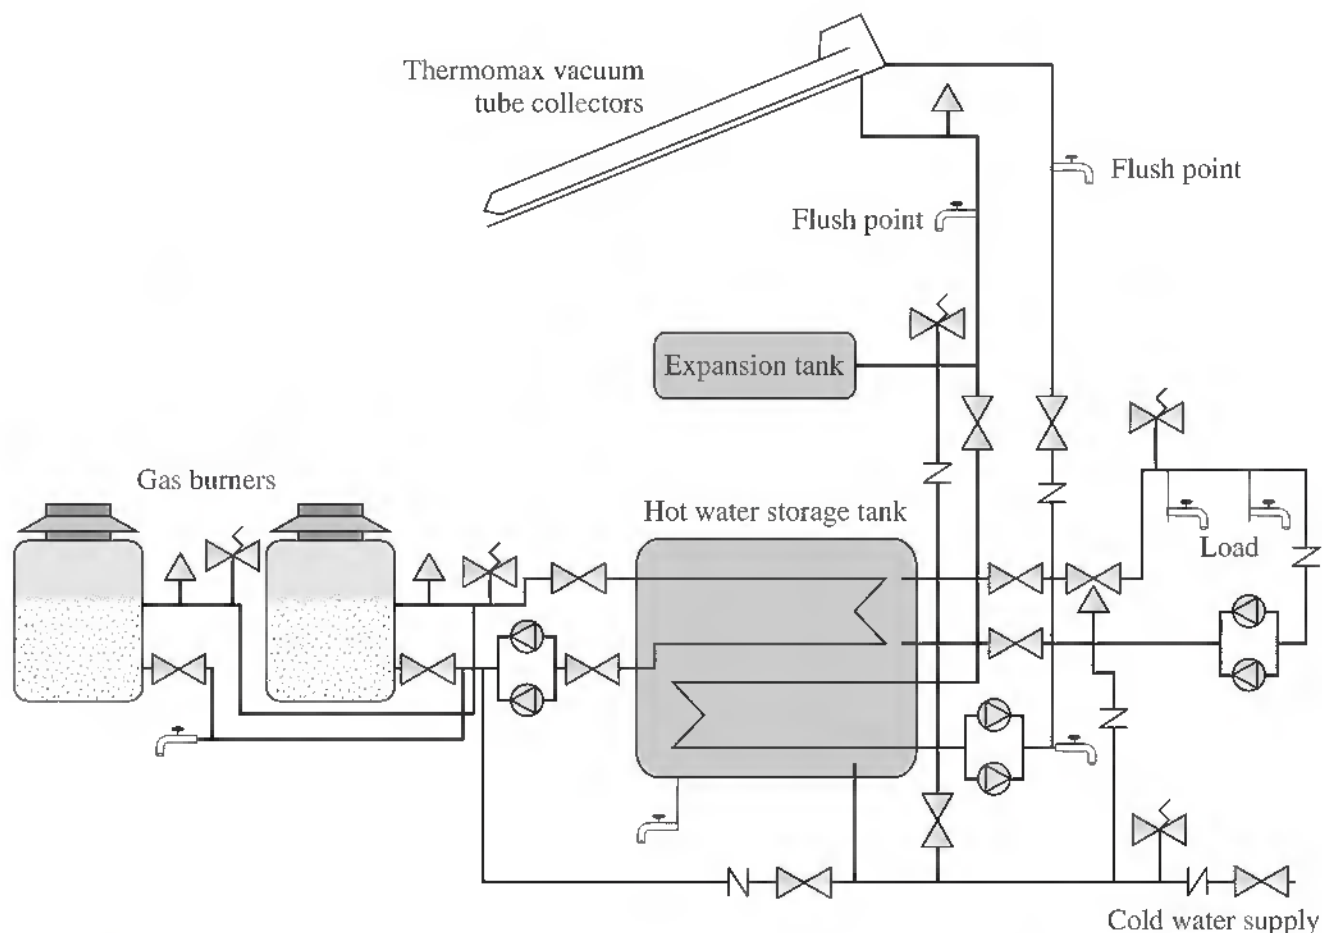 Thermomax vacuum
tube collectors
Flush point
Flush point
Expansion tank
Gas burners
Hot water storage tank
Load
Cold water supply